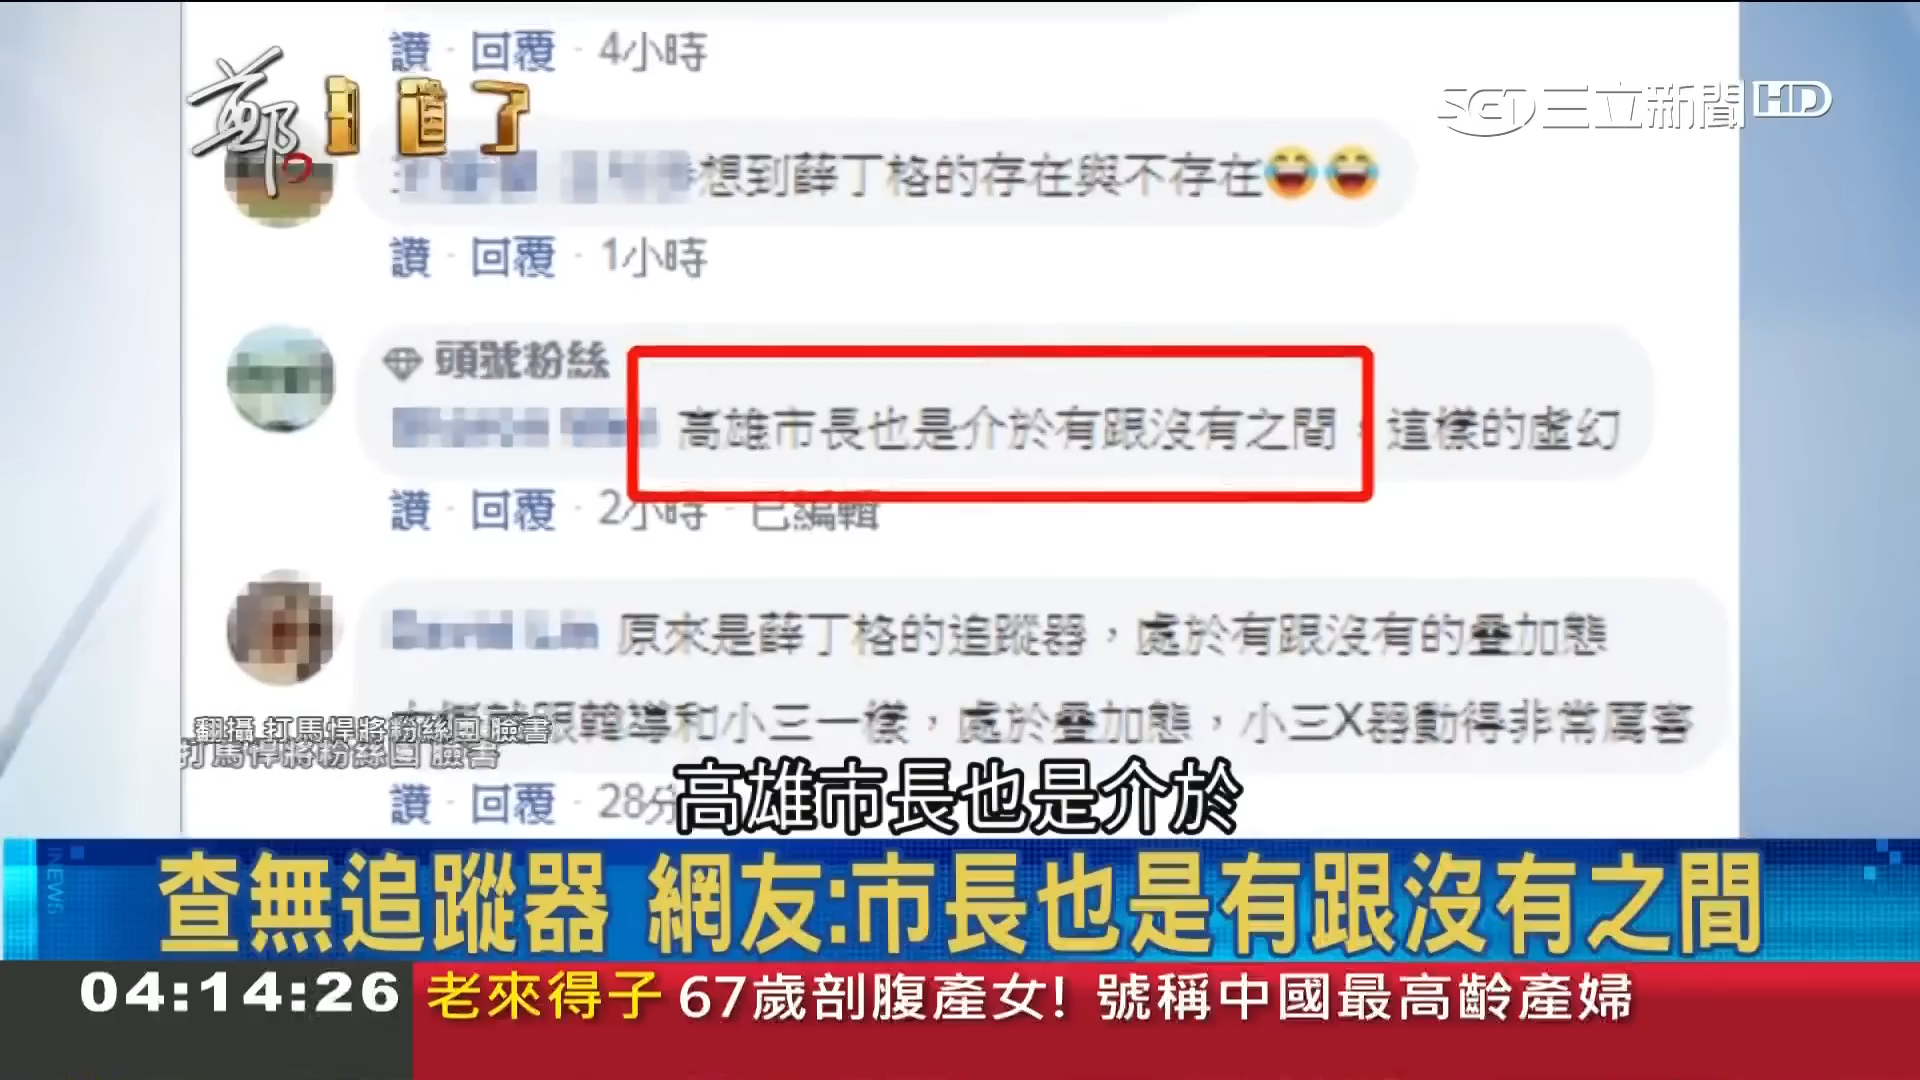 讚 · 回覆 · 4小時
鄭知道了
SET三立新聞HD
想到薛丁格的存在與不存在😂😂
讚 · 回覆 · 1小時
頭號粉絲
高雄市長也是介於有跟沒有之間，這樣的虛幻
讚 · 回覆 · 2小時 · 已編輯
原來是薛丁格的追蹤器，處於有跟沒有的疊加態
跟韓導和小三一樣，處於疊加態，小三X器動得非常厲害
翻攝 打馬悍將粉絲團 臉書
打馬悍將粉絲團 臉書
讚 · 回覆 · 28分
高雄市長也是介於
INEWS
查無追蹤器 網友:市長也是有跟沒有之間
04:14:26
老來得子 67歲剖腹產女! 號稱中國最高齡產婦